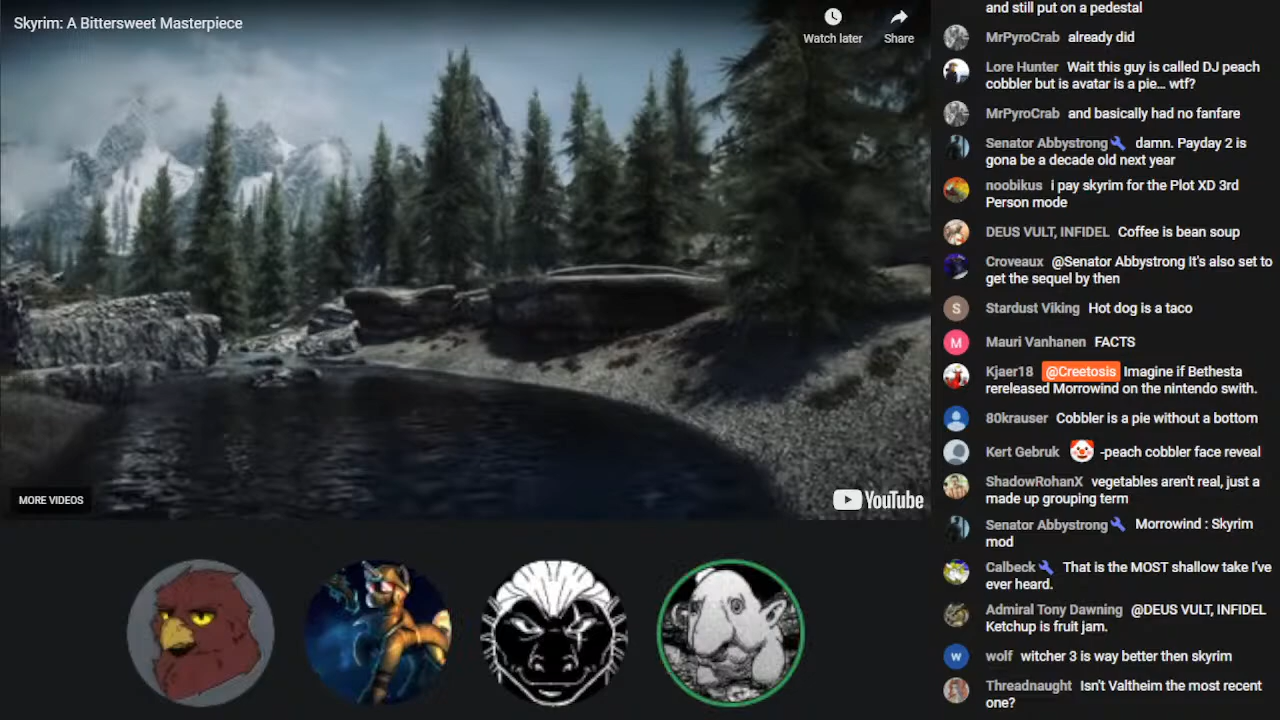 Skyrim: A Bittersweet Masterpiece
Watch later
Share
MORE VIDEOS
YouTube
and still put on a pedestal
MrPyroCrab already did
Lore Hunter Wait this guy is called DJ peach
cobbler but is avatar is a pie... wtf?
MrPyroCrab and basically had no fanfare
Senator Abbystrong damn. Payday 2 is
gona be a decade old next year
noobikus i pay skyrim for the Plot XD 3rd
Person mode
DEUS VULT, INFIDEL Coffee is bean soup
Croveaux @Senator Abbystrong It's also set to
get the sequel by then
S
Stardust Viking Hot dog is a taco
M
Mauri Vanhanen FACTS
Kjaer18 @Creetosis Imagine if Bethesta
rereleased Morrowind on the nintendo swith.
80krauser Cobbler is a pie without a bottom
Kert Gebruk 🤡 -peach cobbler face reveal
ShadowRohanX vegetables aren't real, just a
made up grouping term
Senator Abbystrong Morrowind : Skyrim
mod
Calbeck That is the MOST shallow take I've
ever heard.
Admiral Tony Dawning @DEUS VULT, INFIDEL
Ketchup is fruit jam.
w
wolf witcher 3 is way better then skyrim
Threadnaught Isn't Valtheim the most recent
one?